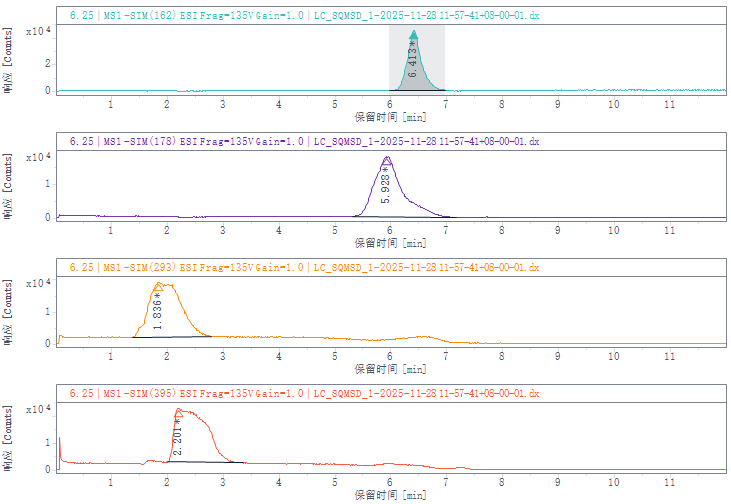 6.25 | MS1-SIM(162) ESI Frag=135V Gain=1.0 | LC_SQMSD_1-2025-11-28 11-57-41+08-00-01.dx
x10 4
响应 [Counts]
2
0
6.413*
1 2 3 4 5 6 7 8 9 10 11
保留时间 [min]
6.25 | MS1-SIM(178) ESI Frag=135V Gain=1.0 | LC_SQMSD_1-2025-11-28 11-57-41+08-00-01.dx
x10 4
响应 [Counts]
1
0
5.928*
1 2 3 4 5 6 7 8 9 10 11
保留时间 [min]
6.25 | MS1-SIM(293) ESI Frag=135V Gain=1.0 | LC_SQMSD_1-2025-11-28 11-57-41+08-00-01.dx
x10 4
响应 [Counts]
1
0
1.836*
1 2 3 4 5 6 7 8 9 10 11
保留时间 [min]
6.25 | MS1-SIM(395) ESI Frag=135V Gain=1.0 | LC_SQMSD_1-2025-11-28 11-57-41+08-00-01.dx
x10 4
响应 [Counts]
1
0
2.201*
1 2 3 4 5 6 7 8 9 10 11
保留时间 [min]